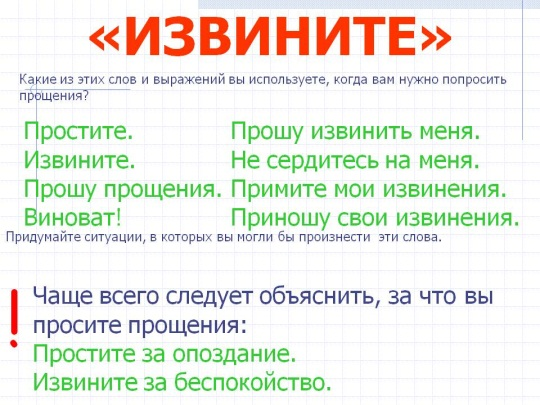 «ИЗВИНИТЕ»
Какие из этих слов и выражений вы используете, когда вам нужно попросить
прощения?
Простите. Прошу извинить меня.
Извините. Не сердитесь на меня.
Прошу прощения. Примите мои извинения.
Виноват! Приношу свои извинения.
Придумайте ситуации, в которых вы могли бы произнести эти слова.
! Чаще всего следует объяснить, за что вы
просите прощения:
Простите за опоздание.
Извините за беспокойство.